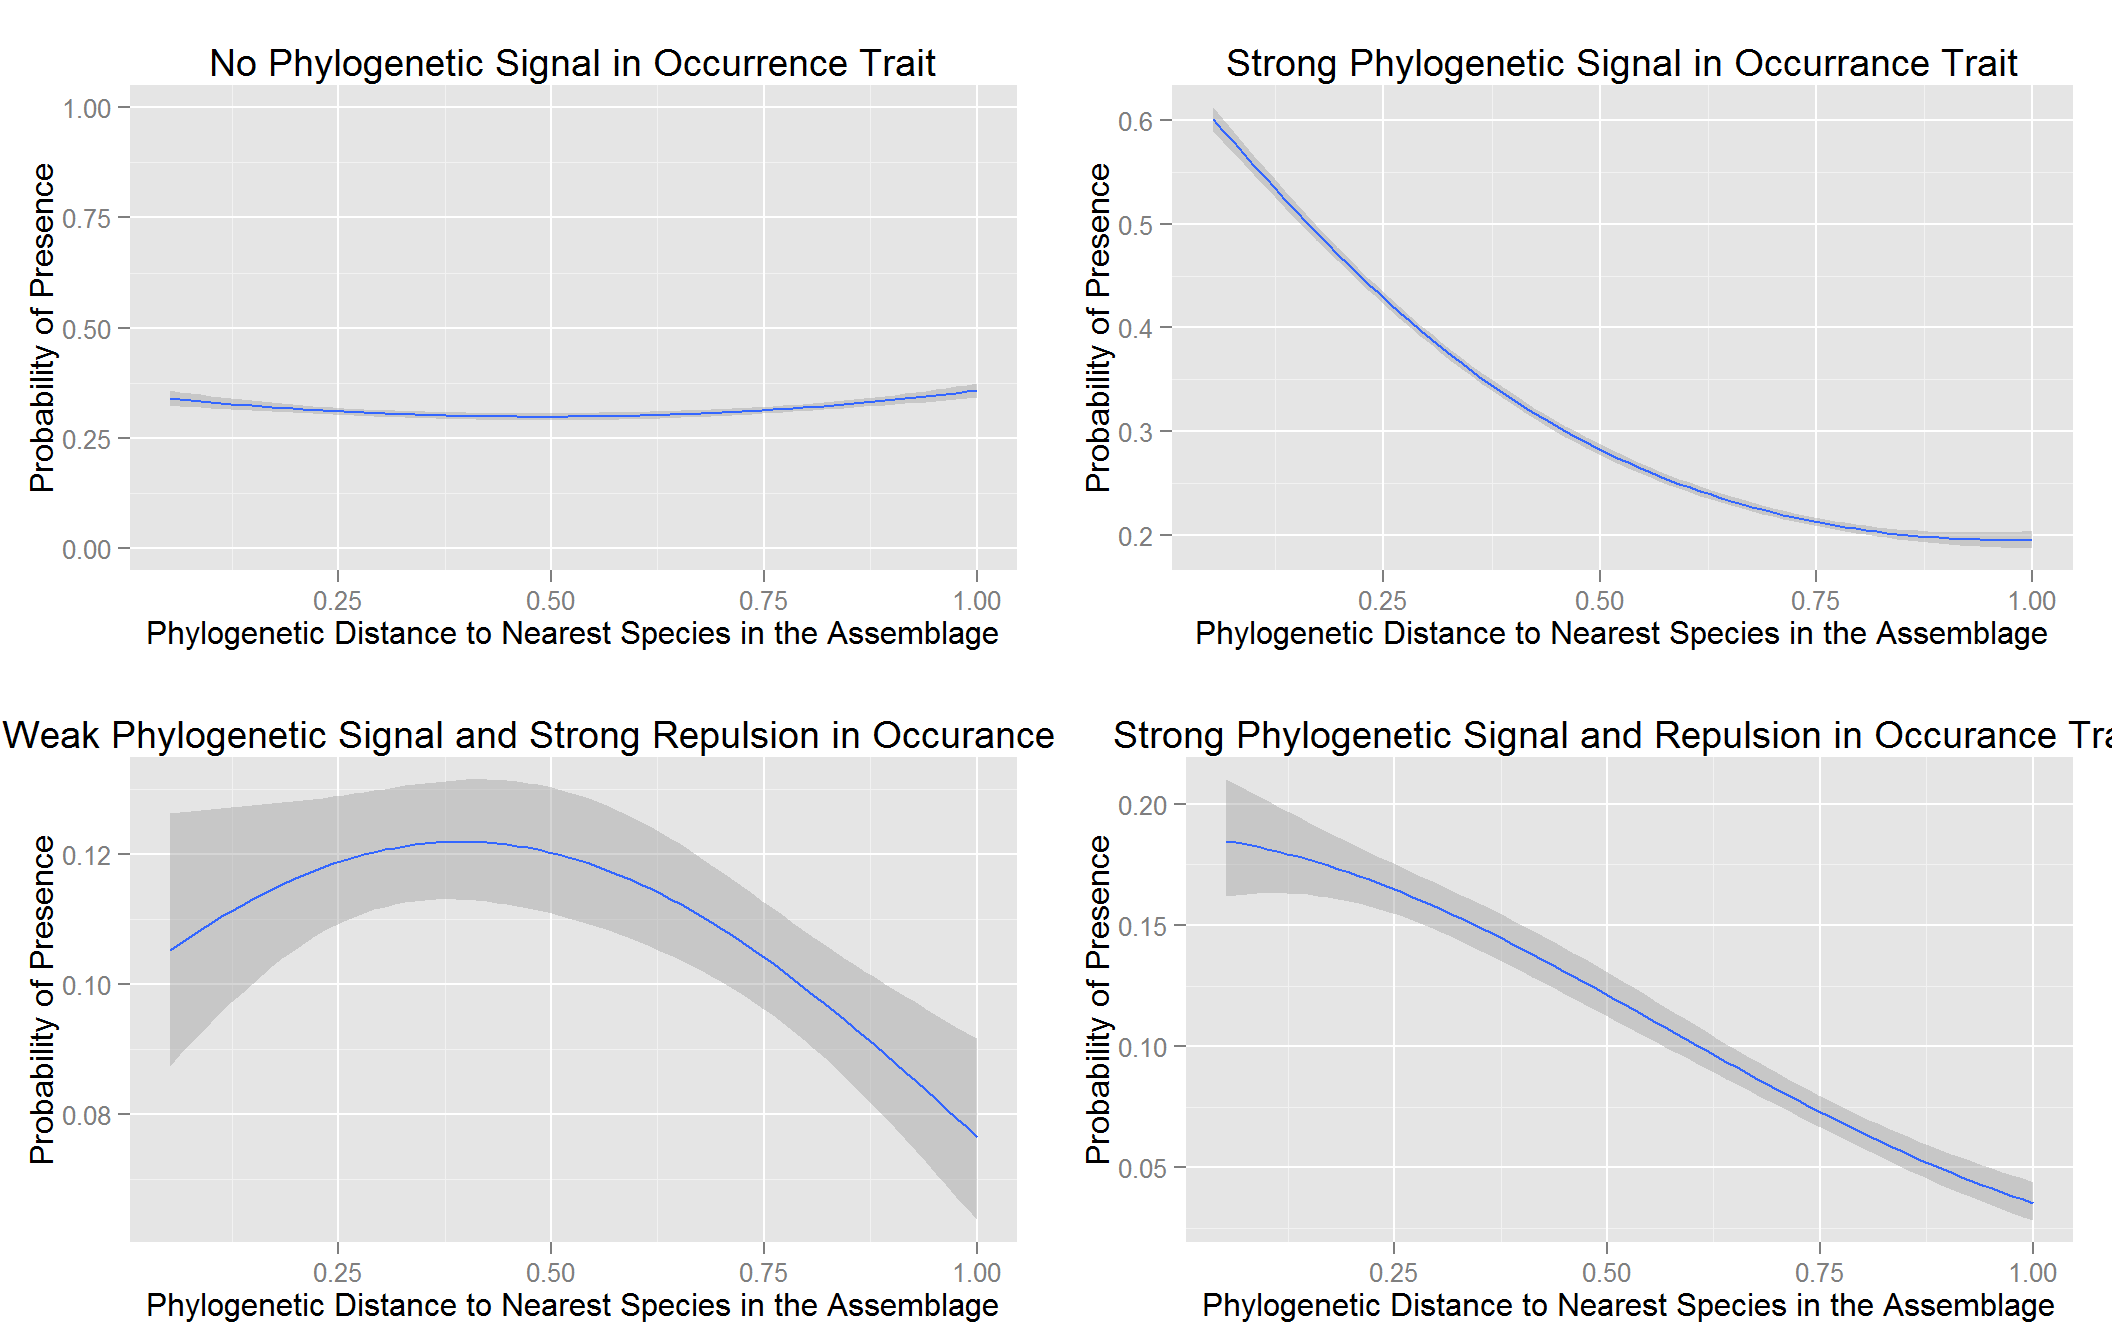 No Phylogenetic Signal in Occurrence Trait
Probability of Presence
1.00
0.75
0.50
0.25
0.00
0.25 0.50 0.75 1.00
Phylogenetic Distance to Nearest Species in the Assemblage
Strong Phylogenetic Signal in Occurrance Trait
Probability of Presence
0.6
0.5
0.4
0.3
0.2
0.25 0.50 0.75 1.00
Phylogenetic Distance to Nearest Species in the Assemblage
Weak Phylogenetic Signal and Strong Repulsion in Occurance
Probability of Presence
0.12
0.10
0.08
0.25 0.50 0.75 1.00
Phylogenetic Distance to Nearest Species in the Assemblage
Strong Phylogenetic Signal and Repulsion in Occurance Tra
Probability of Presence
0.20
0.15
0.10
0.05
0.25 0.50 0.75 1.00
Phylogenetic Distance to Nearest Species in the Assemblage